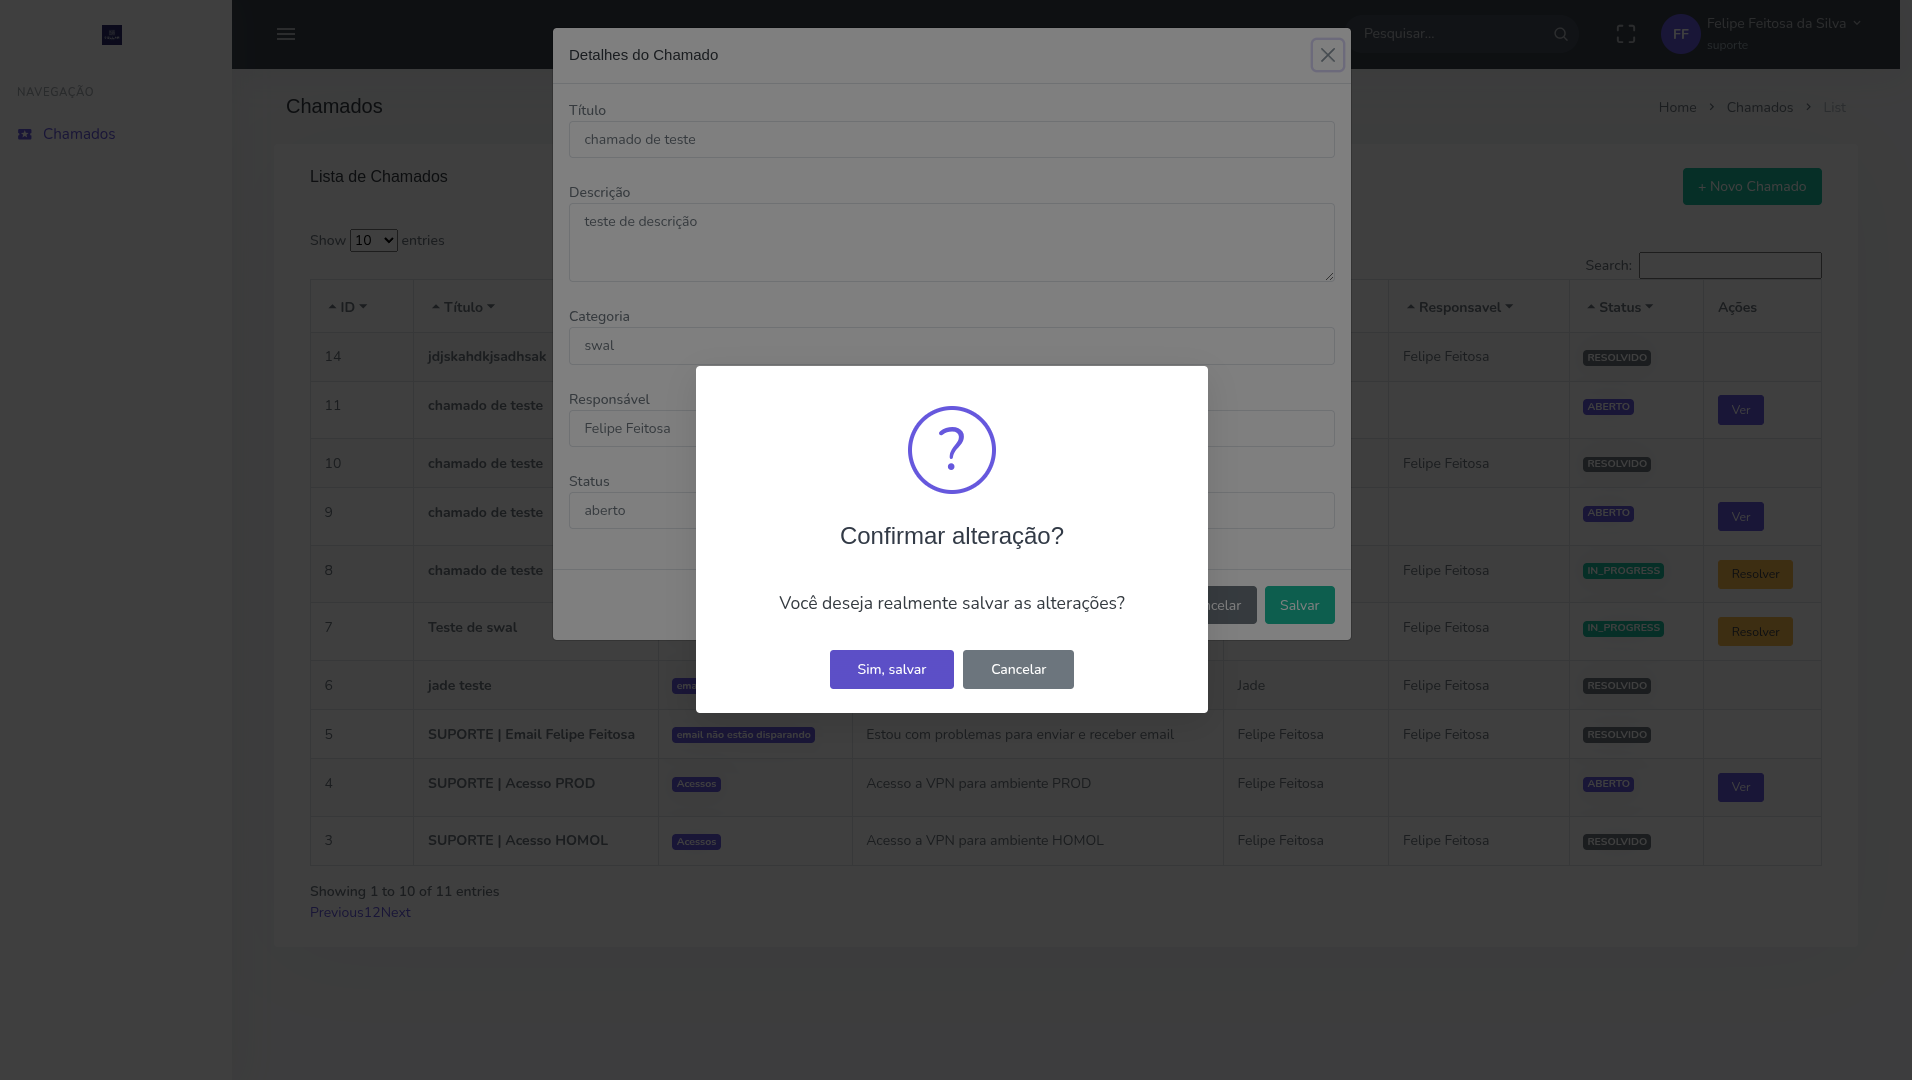 Pesquisar...
FF
Felipe Feitosa da Silva
suporte
NAVEGAÇÃO
Chamados
Chamados
Home > Chamados > List
Lista de Chamados
+ Novo Chamado
Show 10 entries
Search:
ID Título Responsavel Status Ações
14 jdjskahdkjsadhsak Felipe Feitosa RESOLVIDO
11 chamado de teste ABERTO Ver
10 chamado de teste Felipe Feitosa RESOLVIDO
9 chamado de teste ABERTO Ver
8 chamado de teste Felipe Feitosa IN_PROGRESS Resolver
7 Teste de swal Felipe Feitosa IN_PROGRESS Resolver
6 jade teste Jade Felipe Feitosa RESOLVIDO
5 SUPORTE | Email Felipe Feitosa email não estão disparando Estou com problemas para enviar e receber email Felipe Feitosa Felipe Feitosa RESOLVIDO
4 SUPORTE | Acesso PROD Acessos Acesso a VPN para ambiente PROD Felipe Feitosa ABERTO Ver
3 SUPORTE | Acesso HOMOL Acessos Acesso a VPN para ambiente HOMOL Felipe Feitosa Felipe Feitosa RESOLVIDO
Showing 1 to 10 of 11 entries
Previous12Next
Detalhes do Chamado
Título
chamado de teste
Descrição
teste de descrição
Categoria
swal
Responsável
Felipe Feitosa
Status
aberto
Salvar
?
Confirmar alteração?
Você deseja realmente salvar as alterações?
Sim, salvar
Cancelar